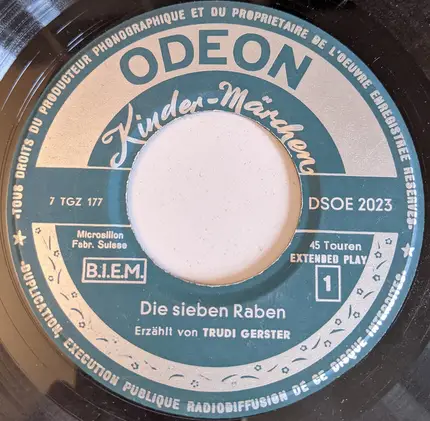 TOUS DROITS DU PRODUCTEUR PHONOGRAPHIQUE ET DU PROPRIETAIRE DE L'OEUVRE ENREGISTREE RESERVES
ODEON
Kinder-Märchen
7 TGZ 177
DSOE 2023
Microsillon
Fabr. Suisse
45 Touren
EXTENDED PLAY
B.I.E.M.
1
Die sieben Raben
Erzählt von TRUDI GERSTER
DUPLICATION, EXECUTION PUBLIQUE RADIODIFFUSION DE CE DISQUE INTERDITES